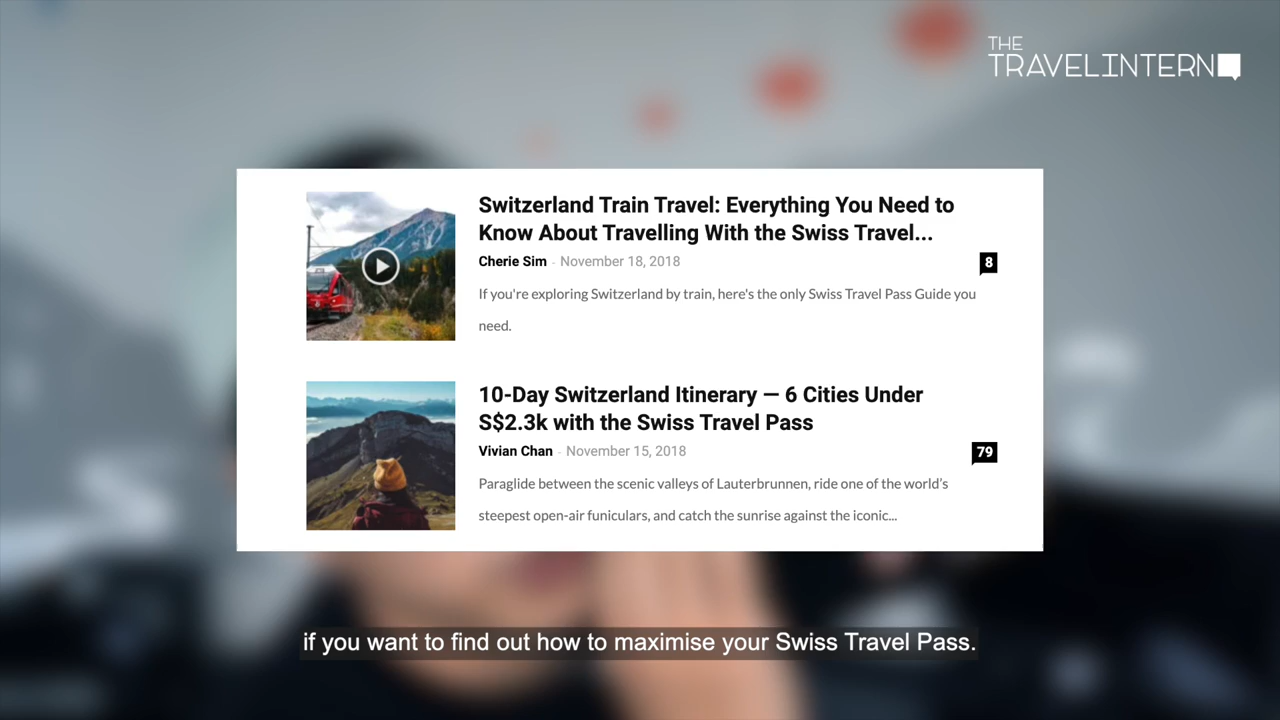 THE
TRAVELINTERN
Switzerland Train Travel: Everything You Need to
Know About Travelling With the Swiss Travel...
Cherie Sim - November 18, 2018
8
If you're exploring Switzerland by train, here's the only Swiss Travel Pass Guide you
need.
10-Day Switzerland Itinerary — 6 Cities Under
S$2.3k with the Swiss Travel Pass
Vivian Chan - November 15, 2018
79
Paraglide between the scenic valleys of Lauterbrunnen, ride one of the world’s
steepest open-air funiculars, and catch the sunrise against the iconic...
if you want to find out how to maximise your Swiss Travel Pass.